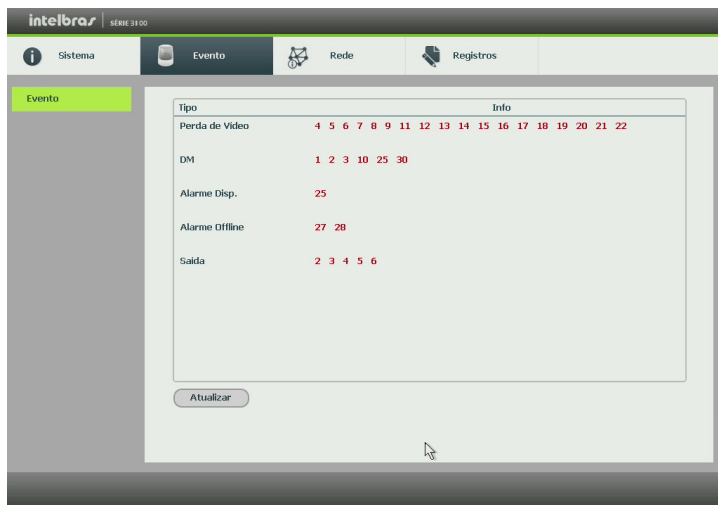 intelbras | SÉRIE 3100
Sistema Evento Rede Registros
Evento
Tipo Info
Perda de Vídeo 4 5 6 7 8 9 11 12 13 14 15 16 17 18 19 20 21 22
DM 1 2 3 10 25 30
Alarme Disp. 25
Alarme Offline 27 28
Saída 2 3 4 5 6
Atualizar